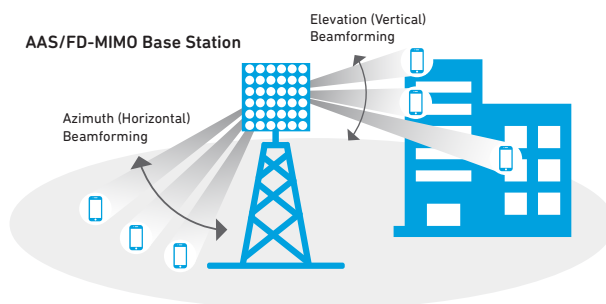 Elevation (Vertical)
Beamforming
AAS/FD-MIMO Base Station
Azimuth (Horizontal)
Beamforming